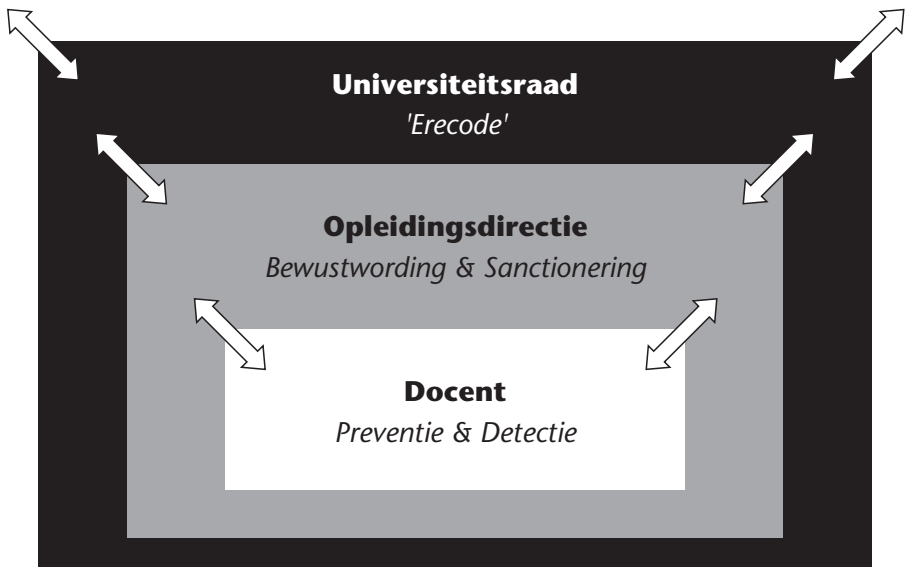 Universiteitsraad
'Erecode'
Opleidingsdirectie
Bewustwording & Sanctionering
Docent
Preventie & Detectie